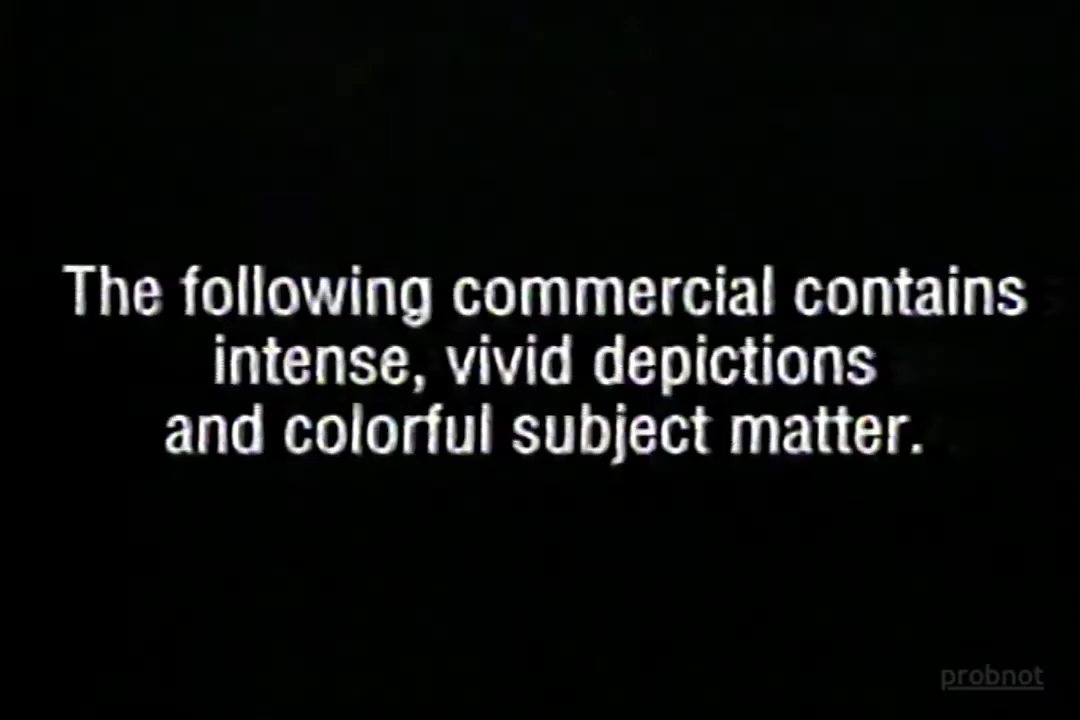 The following commercial contains
intense, vivid depictions
and colorful subject matter.
probnot